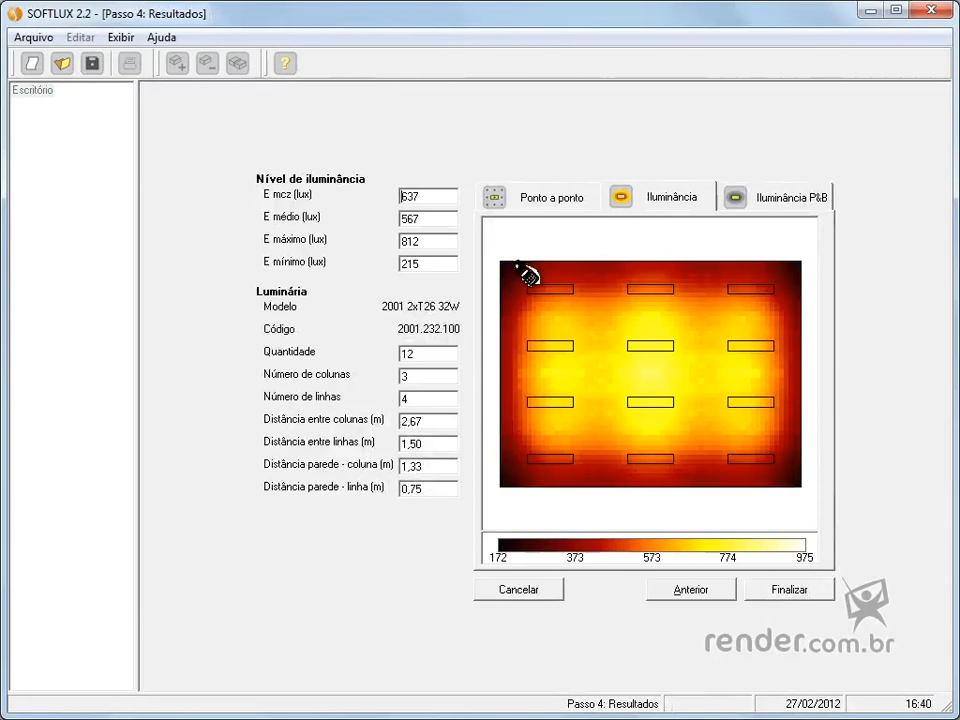 SOFTLUX 2.2 - [Passo 4: Resultados]
Arquivo Editar Exibir Ajuda
Escritório
Nível de iluminância
E mcz (lux) 637
E médio (lux) 567
E máximo (lux) 812
E mínimo (lux) 215
Luminária
Modelo 2001 2xT26 32W
Código 2001.232.100
Quantidade 12
Número de colunas 3
Número de linhas 4
Distância entre colunas (m) 2,67
Distância entre linhas (m) 1,50
Distância parede - coluna (m) 1,33
Distância parede - linha (m) 0,75
Ponto a ponto Iluminância Iluminância P&B
172 373 573 774 975
Cancelar Anterior Finalizar
render.com.br
Passo 4: Resultados 27/02/2012 16:40